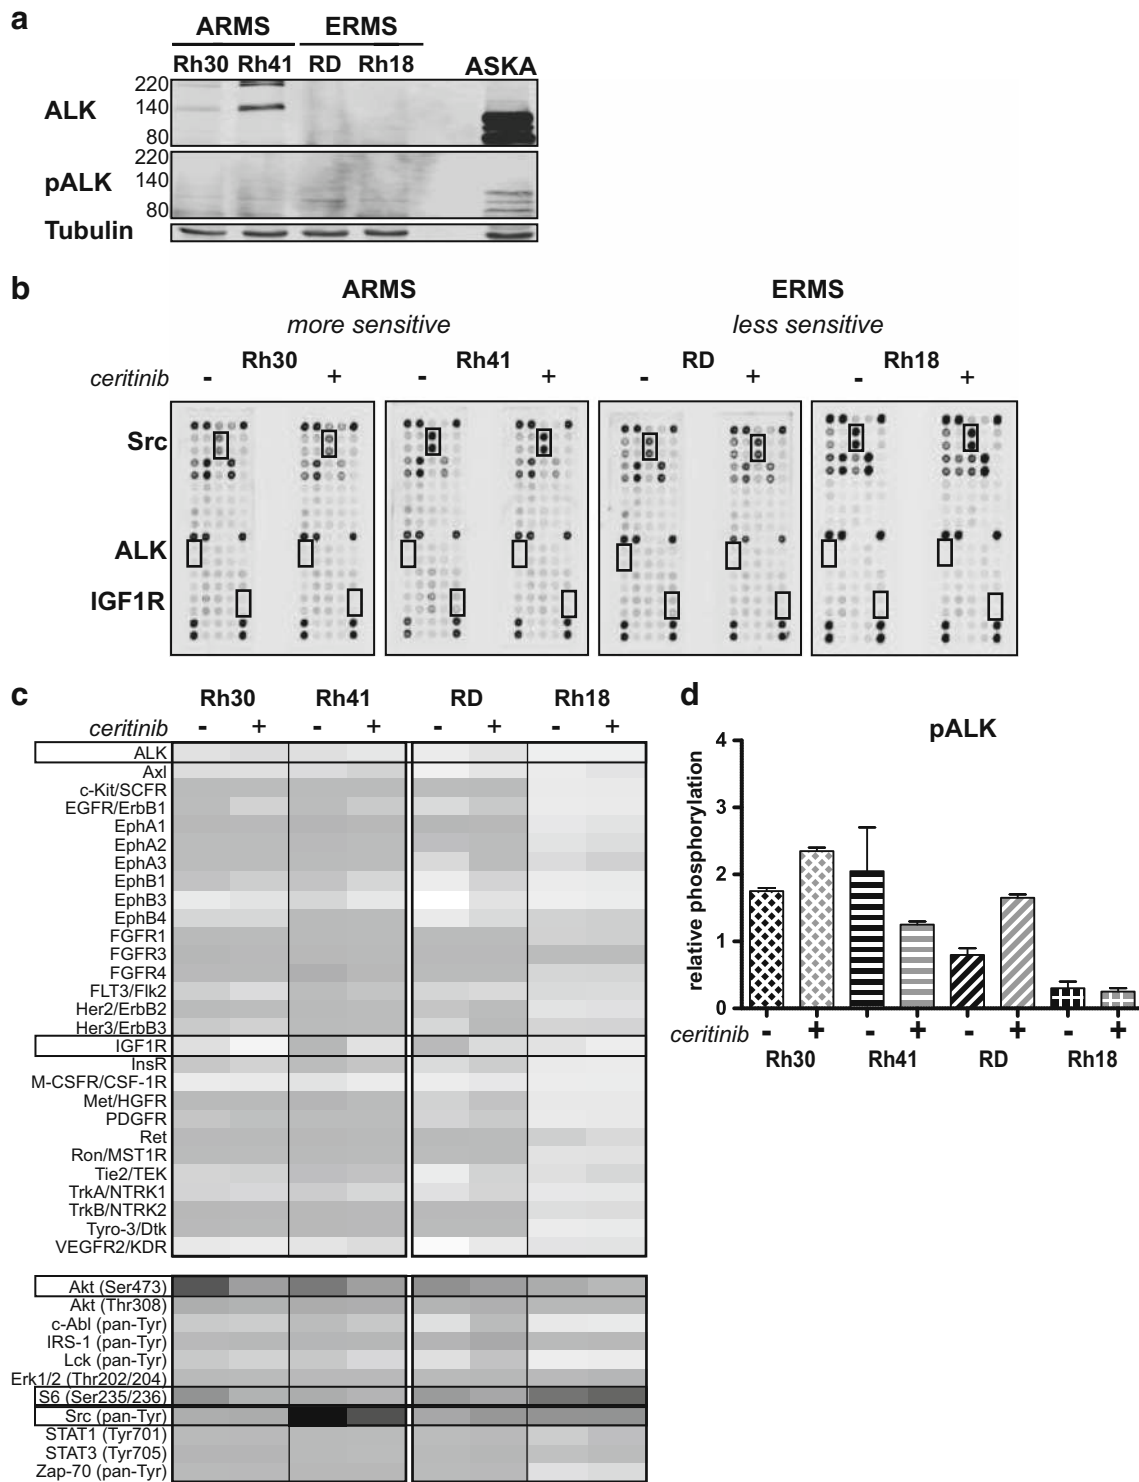 a
ARMS ERMS
Rh30 Rh41 RD Rh18 ASKA
ALK
220
140
80
pALK
220
140
80
Tubulin
b
ARMS ERMS
more sensitive less sensitive
Rh30 Rh41 RD Rh18
ceritinib - + - + - + - +
Src
ALK
IGF1R
c
Rh30 Rh41 RD Rh18
ceritinib - + - + - + - +
ALK
Axl
c-Kit/SCFR
EGFR/ErbB1
EphA1
EphA2
EphA3
EphB1
EphB3
EphB4
FGFR1
FGFR3
FGFR4
FLT3/Flk2
Her2/ErbB2
Her3/ErbB3
IGF1R
InsR
M-CSFR/CSF-1R
Met/HGFR
PDGFR
Ret
Ron/MST1R
Tie2/TEK
TrkA/NTRK1
TrkB/NTRK2
Tyro-3/Dtk
VEGFR2/KDR
Akt (Ser473)
Akt (Thr308)
c-Abl (pan-Tyr)
IRS-1 (pan-Tyr)
Lck (pan-Tyr)
Erk1/2 (Thr202/204)
S6 (Ser235/236)
Src (pan-Tyr)
STAT1 (Tyr701)
STAT3 (Tyr705)
Zap-70 (pan-Tyr)
d
pALK
relative phosphorylation
4
3
2
1
0
ceritinib - + - + - + - +
Rh30 Rh41 RD Rh18